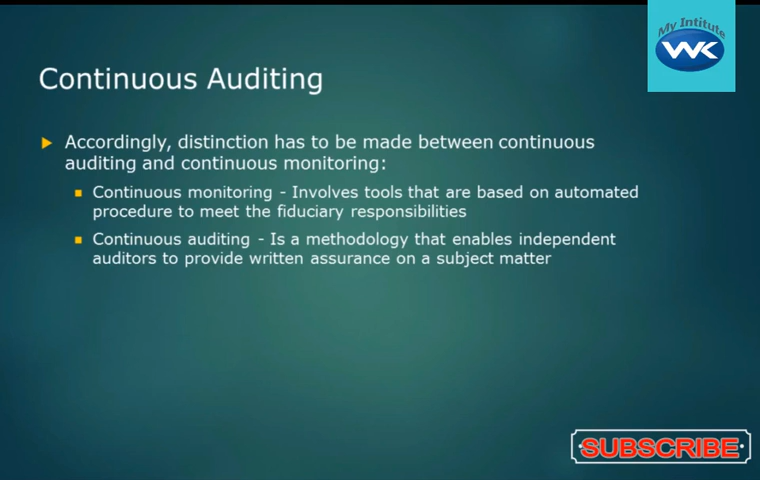 My Intitute
VVK
Continuous Auditing
Accordingly, distinction has to be made between continuous
auditing and continuous monitoring:
Continuous monitoring - Involves tools that are based on automated
procedure to meet the fiduciary responsibilities
Continuous auditing - Is a methodology that enables independent
auditors to provide written assurance on a subject matter
SUBSCRIBE